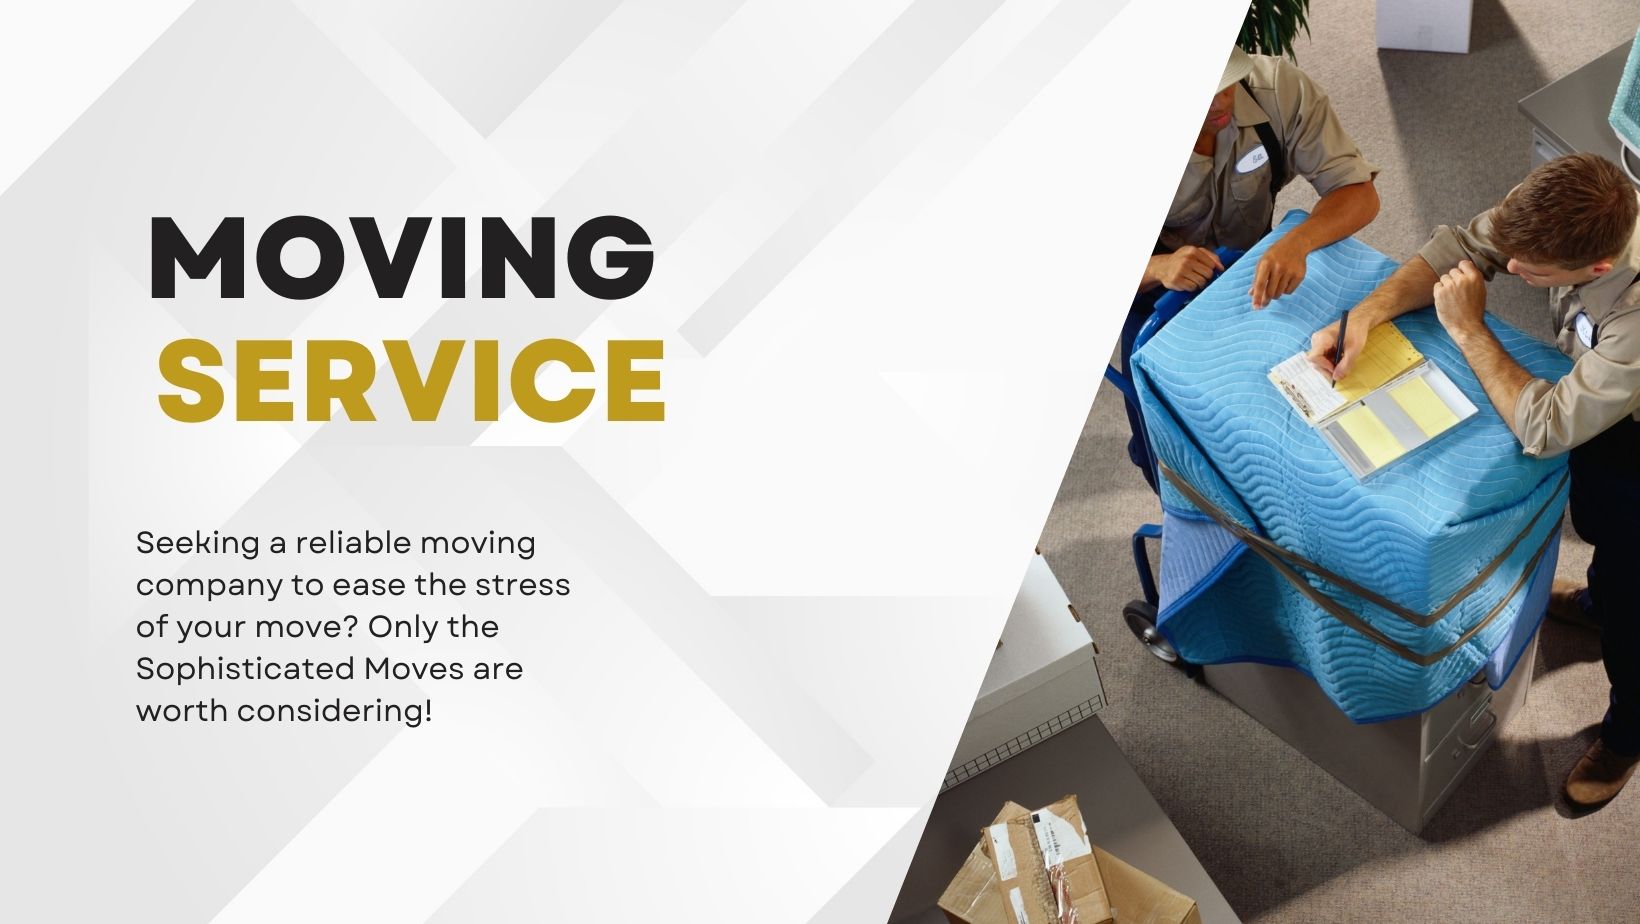 MOVING
SERVICE
Seeking a reliable moving
company to ease the stress
of your move? Only the
Sophisticated Moves are
worth considering!